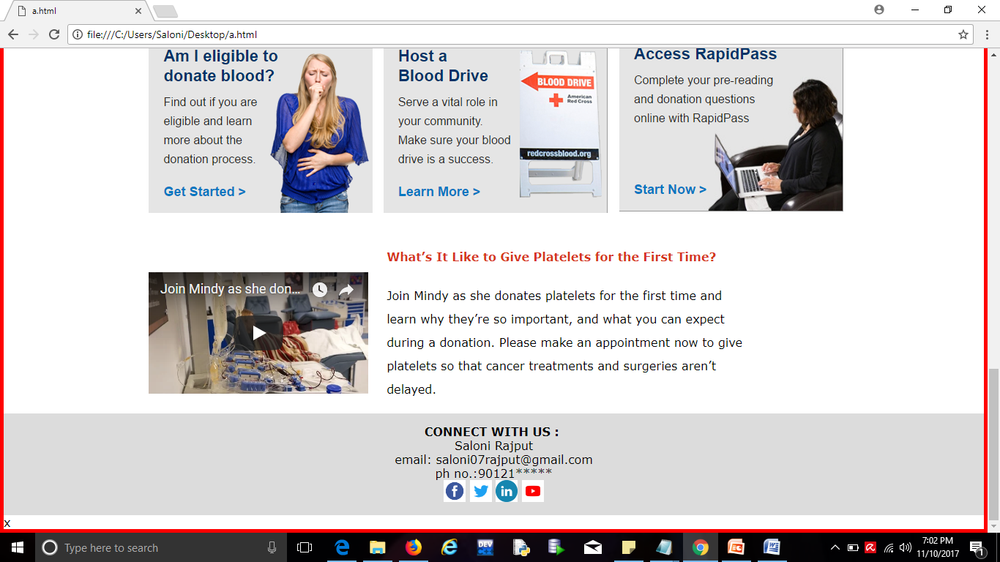 a.html
file:///C:/Users/Saloni/Desktop/a.html
Am I eligible to
donate blood?
Find out if you are
eligible and learn
more about the
donation process.
Get Started >
Host a
Blood Drive
Serve a vital role in
your community.
Make sure your blood
drive is a success.
Learn More >
BLOOD DRIVE
American
Red Cross
redcrossblood.org
Access RapidPass
Complete your pre-reading
and donation questions
online with RapidPass
Start Now >
Join Mindy as she don...
What’s It Like to Give Platelets for the First Time?
Join Mindy as she donates platelets for the first time and
learn why they’re so important, and what you can expect
during a donation. Please make an appointment now to give
platelets so that cancer treatments and surgeries aren’t
delayed.
CONNECT WITH US :
Saloni Rajput
email: saloni07rajput@gmail.com
ph no.:90121*****
f
in
x
Type here to search
DEV
C++
7:02 PM
11/10/2017
1